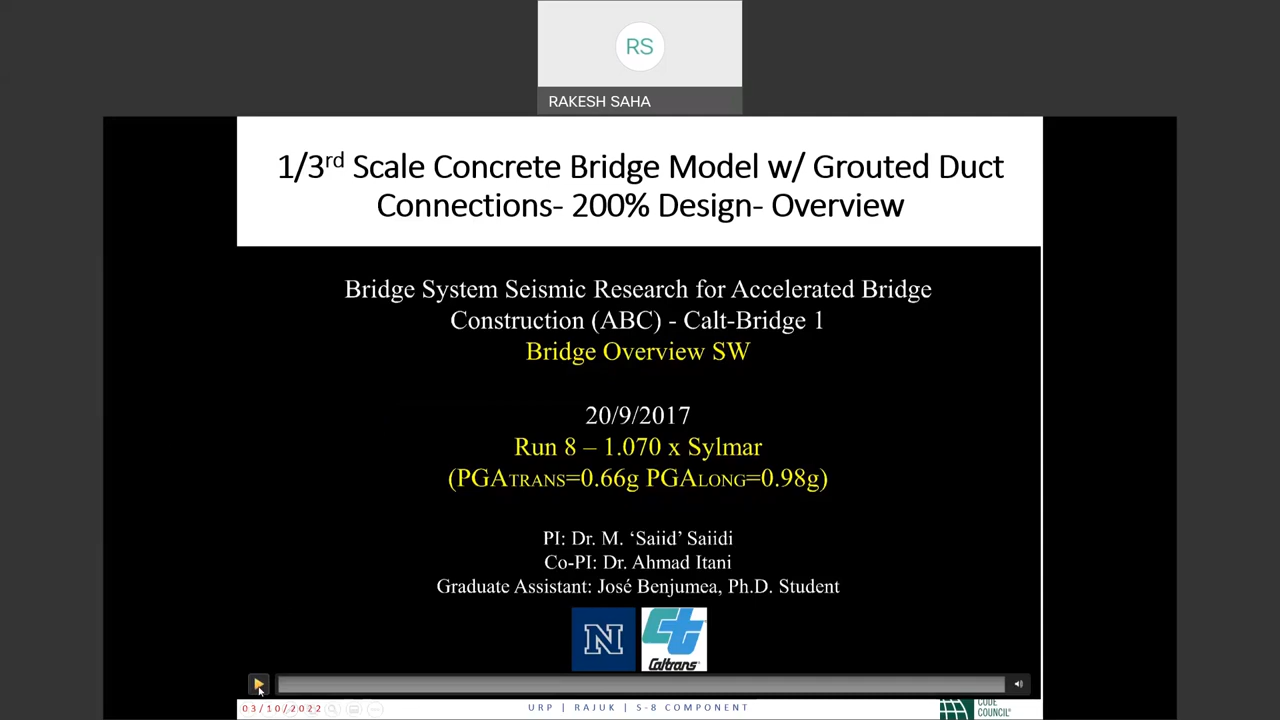 RS
RAKESH SAHA
1/3rd Scale Concrete Bridge Model w/ Grouted Duct
Connections- 200% Design- Overview
Bridge System Seismic Research for Accelerated Bridge
Construction (ABC) - Calt-Bridge 1
Bridge Overview SW
20/9/2017
Run 8 – 1.070 x Sylmar
(PGATRANS=0.66g PGALONG=0.98g)
PI: Dr. M. ‘Saiid’ Saiidi
Co-PI: Dr. Ahmad Itani
Graduate Assistant: José Benjumea, Ph.D. Student
N
Ct
Caltrans
03/10/2022
URP | RAJUK | S-8 COMPONENT
CODE
COUNCIL